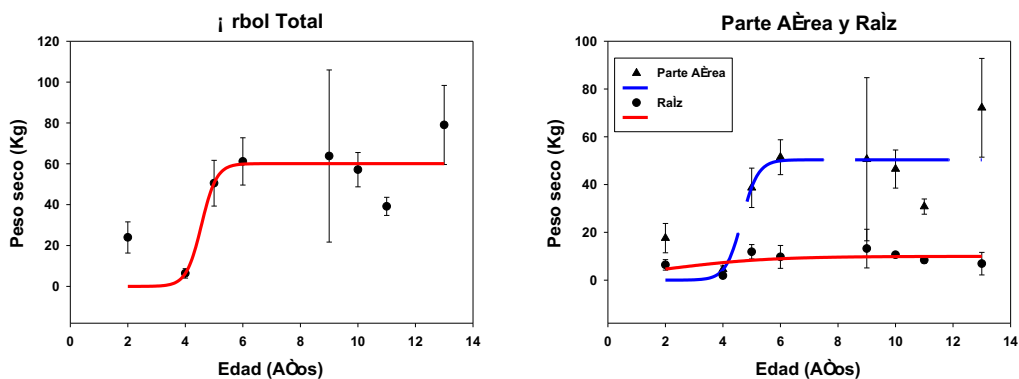 ¡ rbol Total
120
100
80
60
40
20
0
0 2 4 6 8 10 12 14
Peso seco (Kg)
Edad (AÒos)
Parte AÈrea y RaÌz
100
80
60
40
20
0
0 2 4 6 8 10 12 14
Peso seco (Kg)
Edad (AÒos)
Parte AÈrea
RaÌz